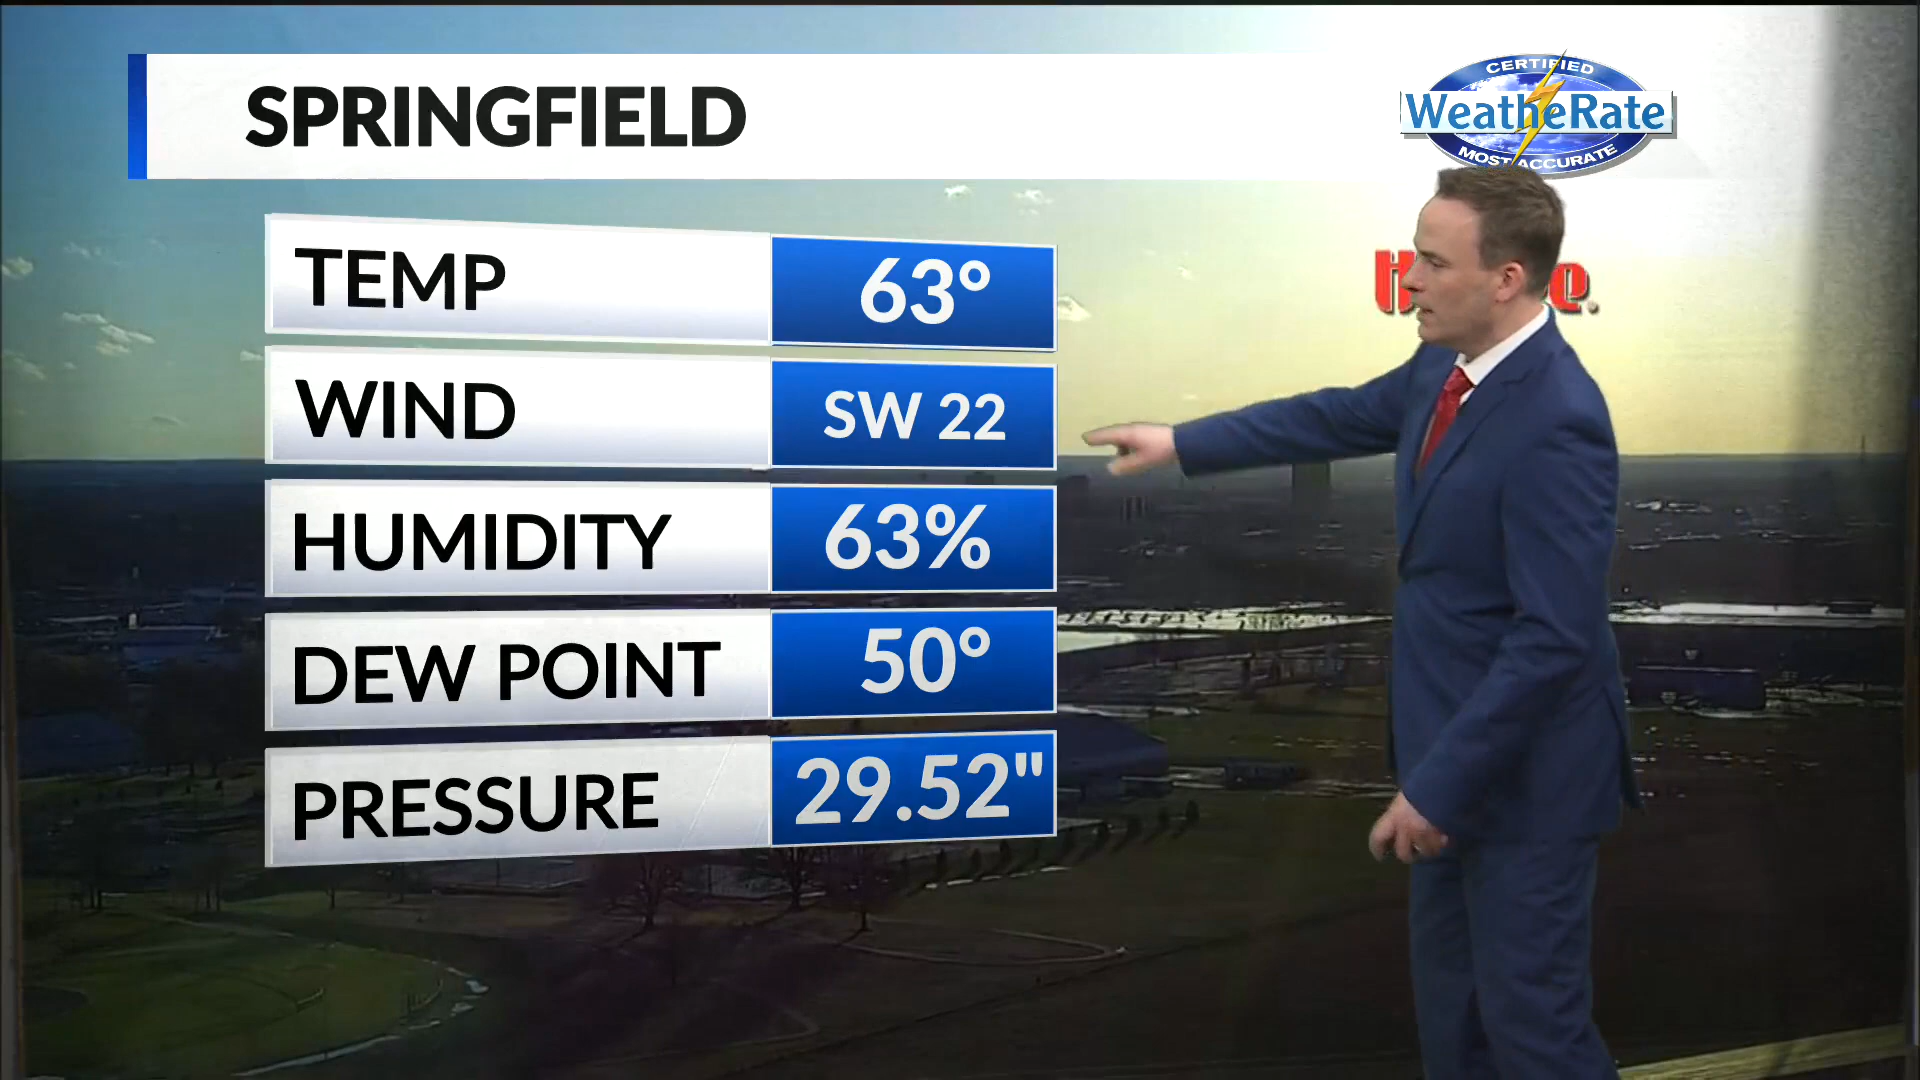 SPRINGFIELD
CERTIFIED
WeatheRate
MOST ACCURATE
TEMP 63°
WIND SW 22
HUMIDITY 63%
DEW POINT 50°
PRESSURE 29.52"